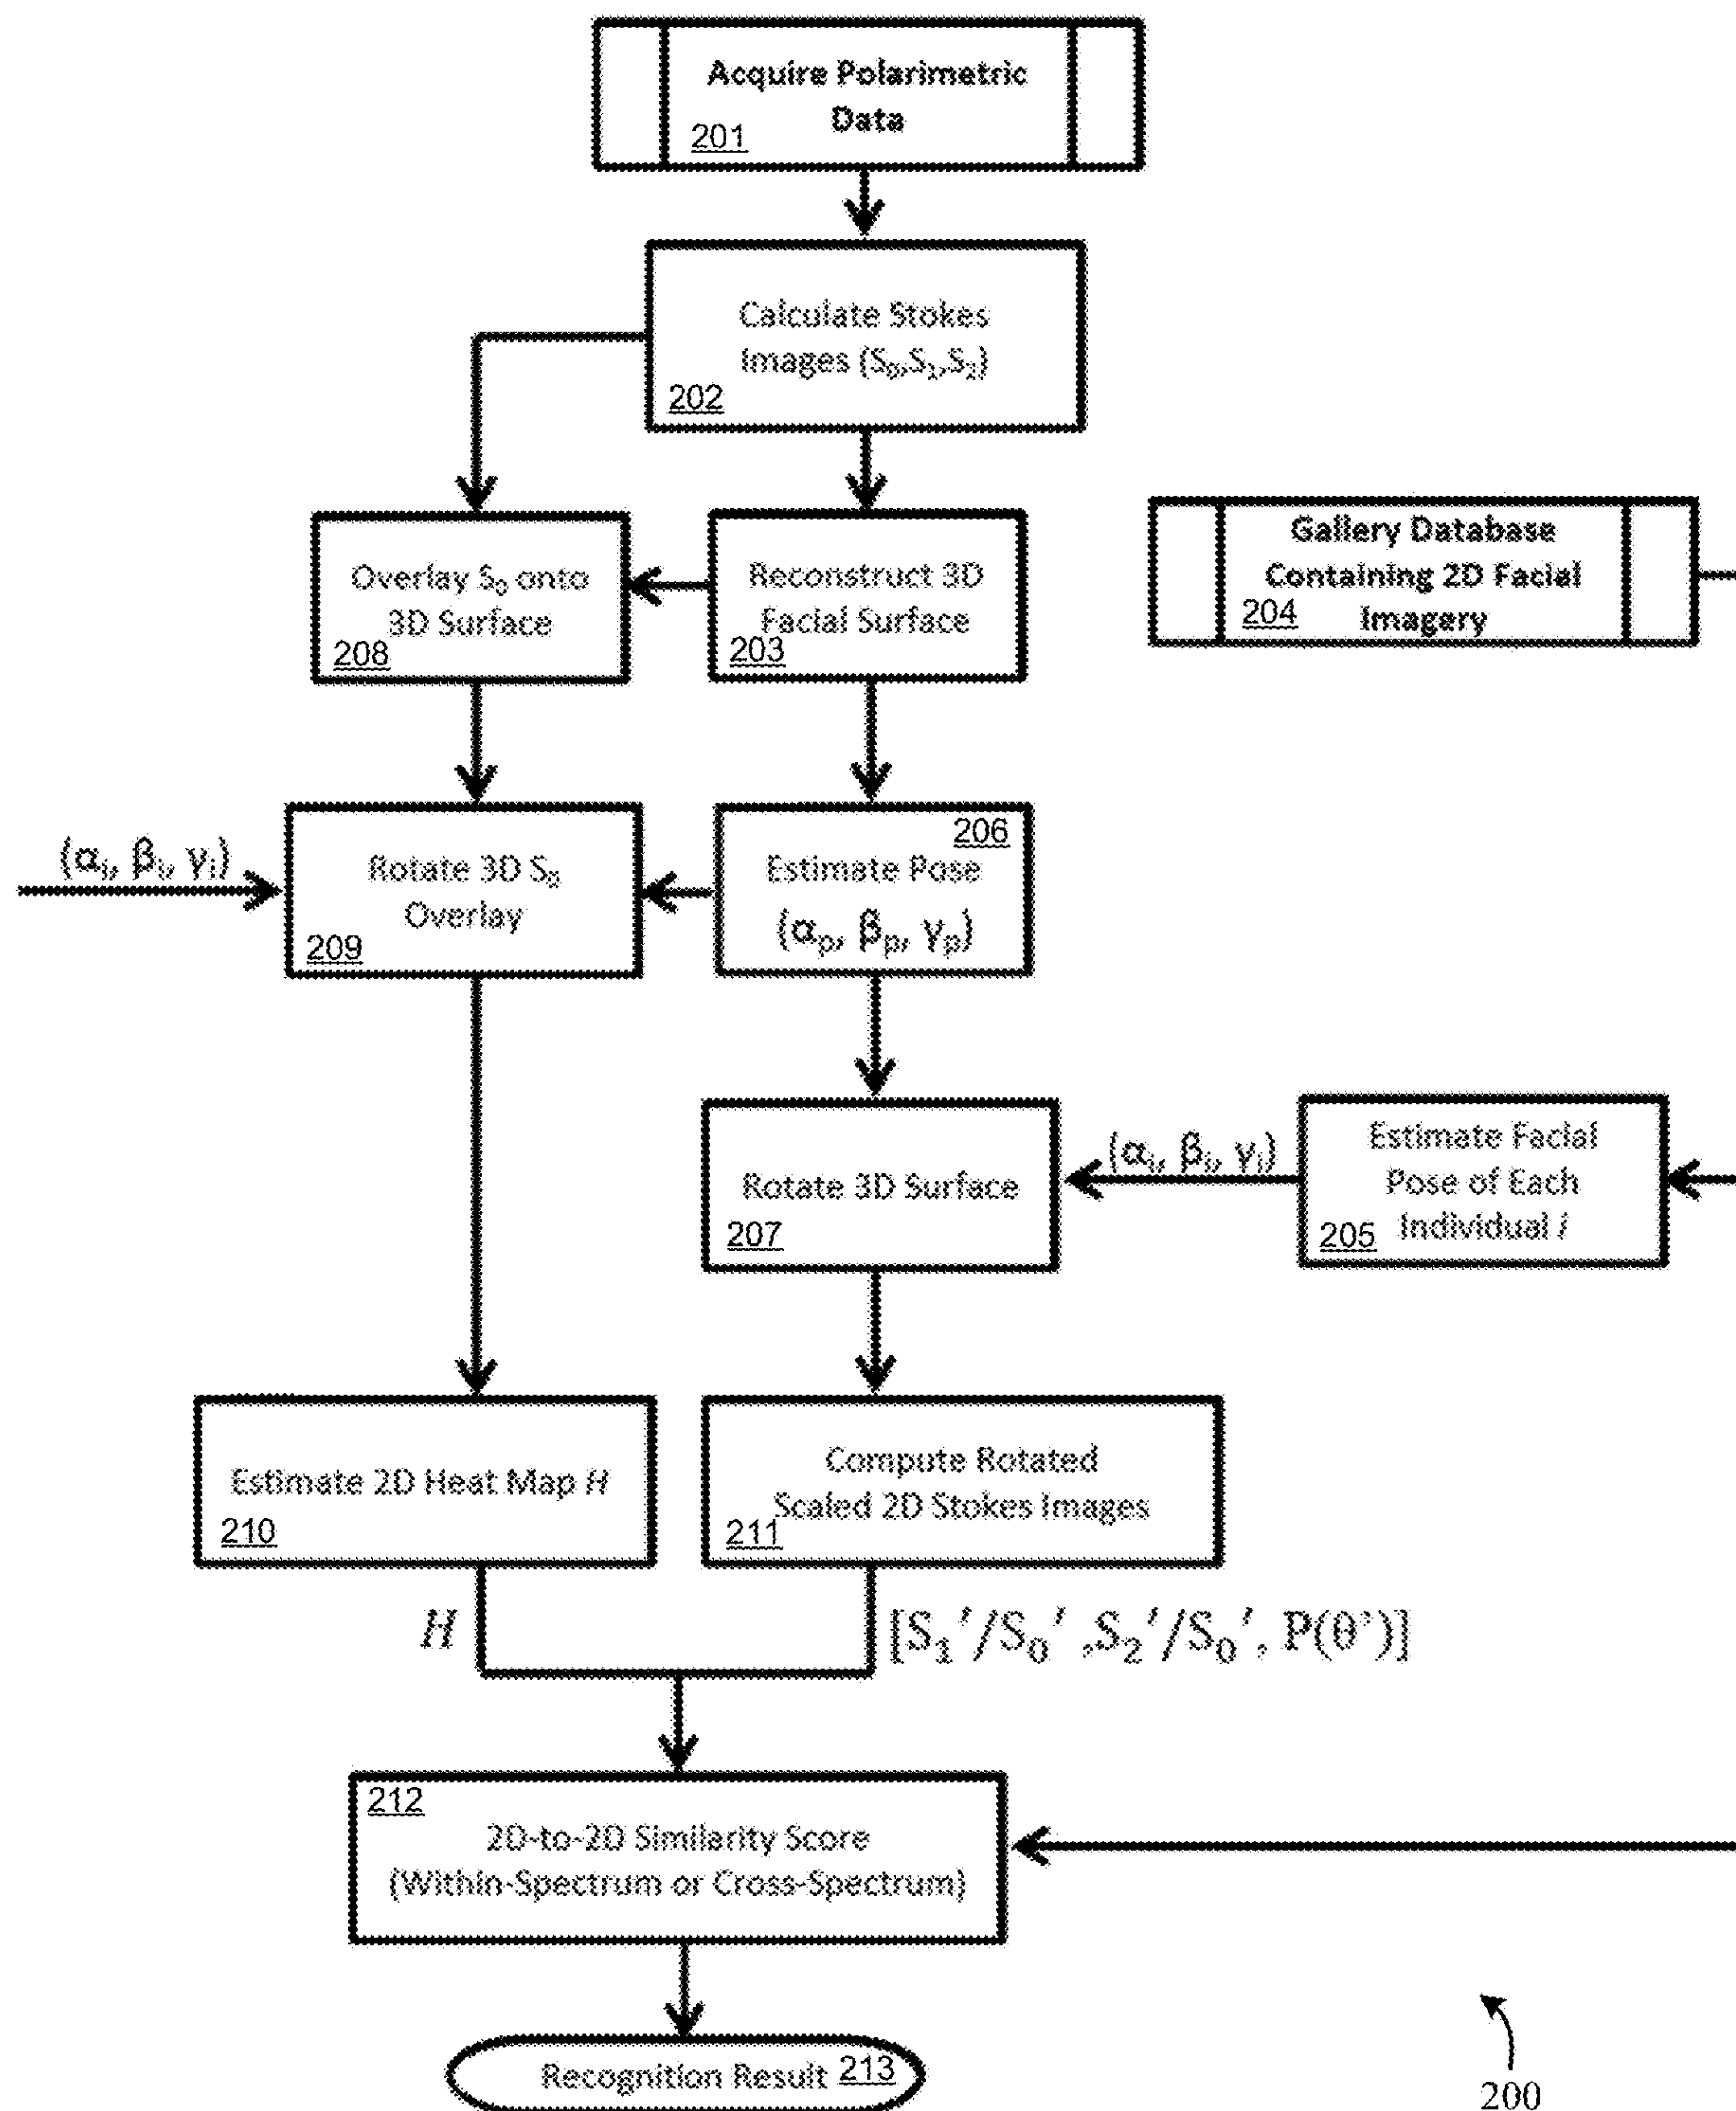 Acquire Polarimetric
Data
201
Calculate Stokes
Images (S₀,S₁,S₂)
202
Overlay S₀ onto
3D Surface
208
Reconstruct 3D
Facial Surface
203
Gallery Database
Containing 2D Facial
Imagery
204
(αᵢ, βᵢ, γᵢ)
Rotate 3D S₀
Overlay
209
206
Estimate Pose
(αₚ, βₚ, γₚ)
Rotate 3D Surface
207
(αᵢ, βᵢ, γᵢ)
Estimate Facial
Pose of Each
Individual i
205
Estimate 2D Heat Map H
210
Compute Rotated
Scaled 2D Stokes Images
211
H
[S₁′/S₀′ ,S₂′/S₀′, P(θ’)]
212
2D-to-2D Similarity Score
(Within-Spectrum or Cross-Spectrum)
Recognition Result 213
200